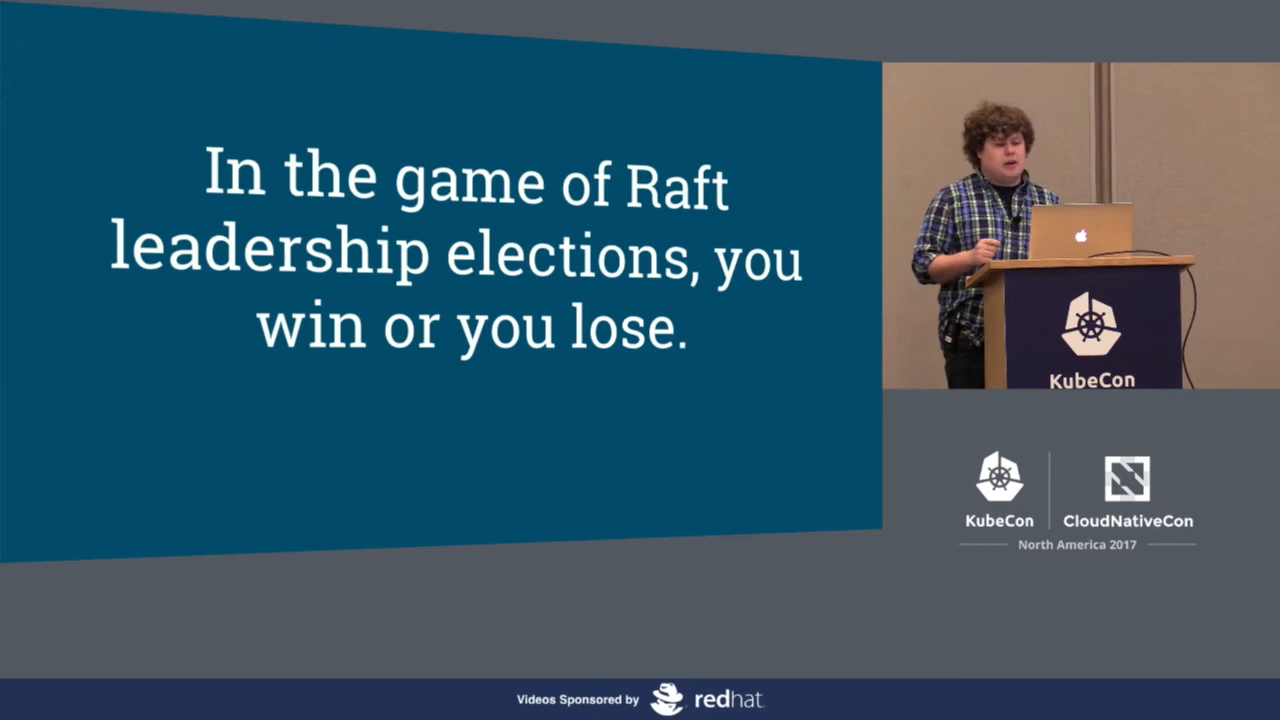 In the game of Raft
leadership elections, you
win or you lose.
KubeCon
KubeCon
CloudNativeCon
North America 2017
Videos Sponsored by
redhat